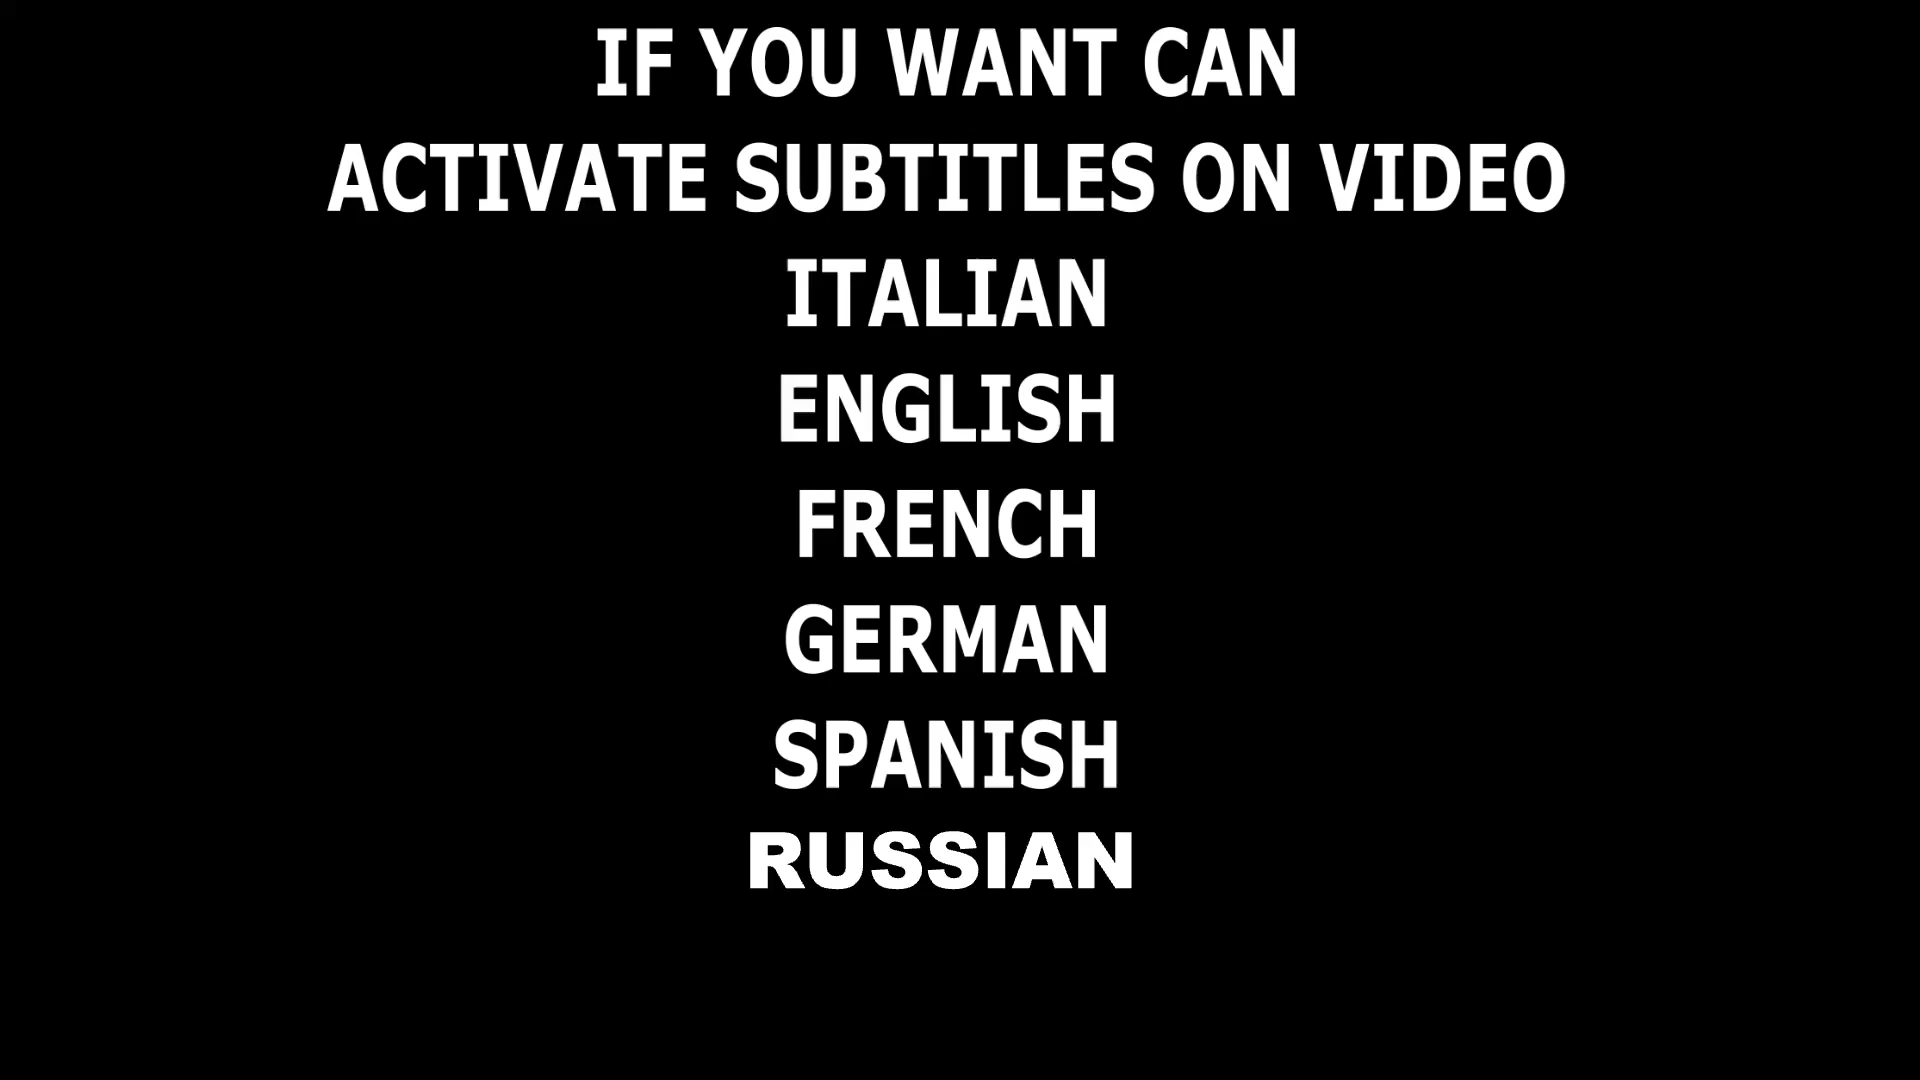 IF YOU WANT CAN
ACTIVATE SUBTITLES ON VIDEO
ITALIAN
ENGLISH
FRENCH
GERMAN
SPANISH
RUSSIAN